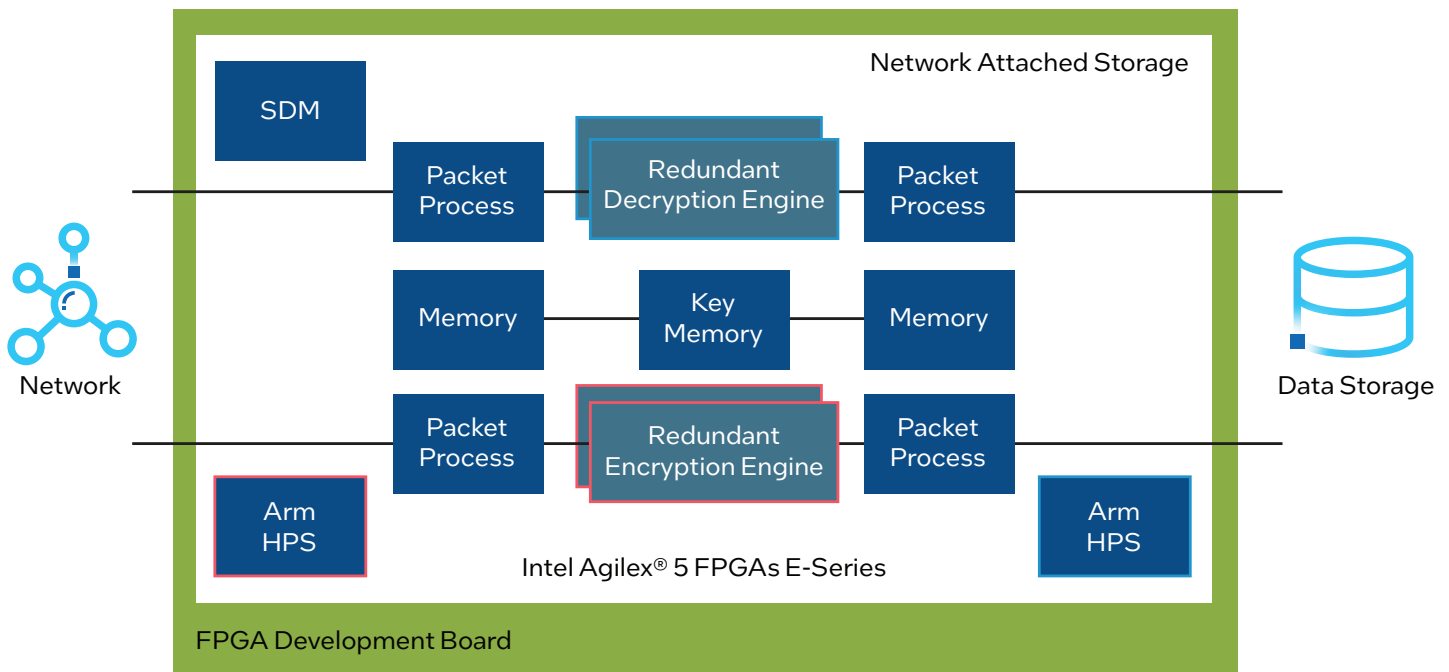 Network Attached Storage
SDM
Packet
Process
Redundant
Decryption Engine
Packet
Process
Memory
Key
Memory
Memory
Network
Data Storage
Packet
Process
Redundant
Encryption Engine
Packet
Process
Arm
HPS
Arm
HPS
Intel Agilex® 5 FPGAs E-Series
FPGA Development Board